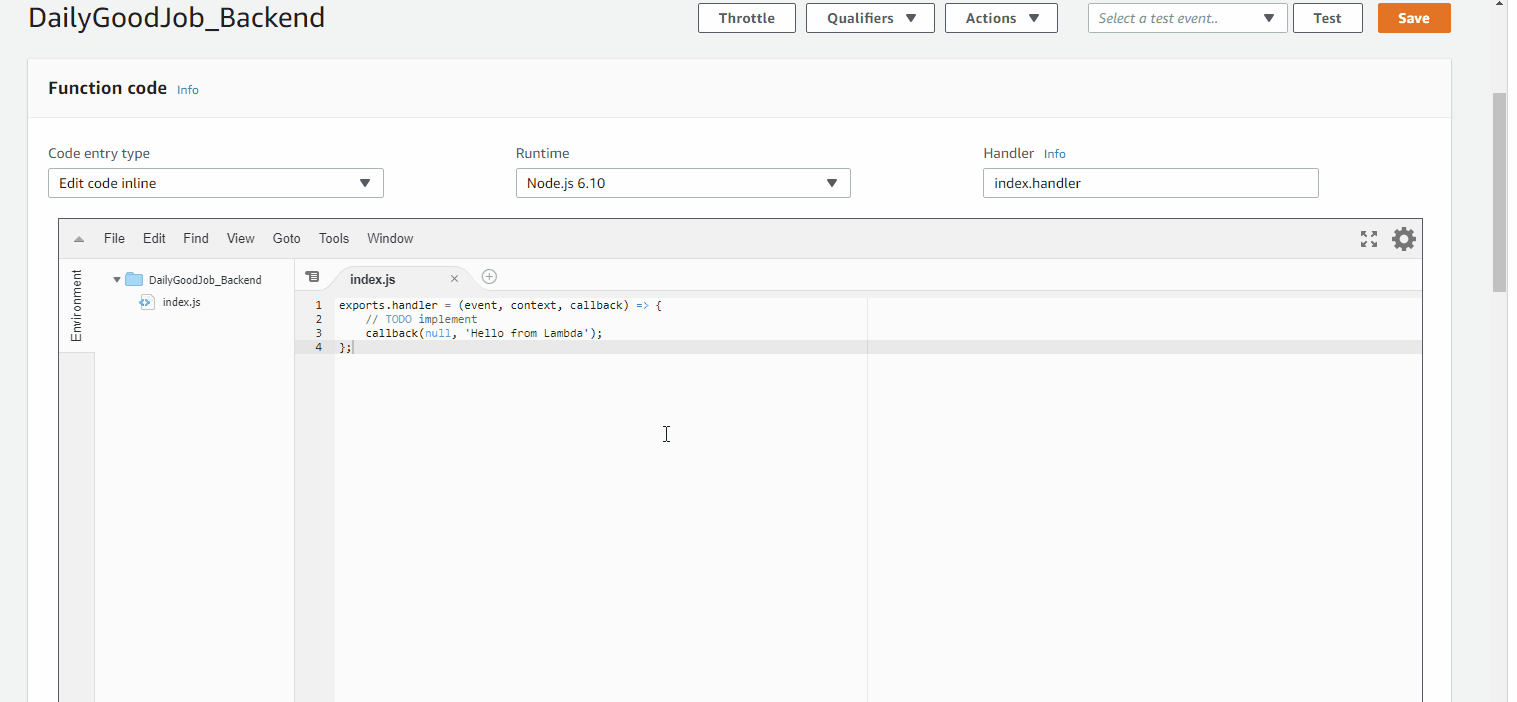 DailyGoodJob_Backend
Throttle
Qualifiers
Actions
Select a test event..
Test
Save
Function code Info
Code entry type
Runtime
Handler Info
Edit code inline
Node.js 6.10
index.handler
File Edit Find View Goto Tools Window
Environment
DailyGoodJob_Backend
index.js
index.js
1 exports.handler = (event, context, callback) => {
2     // TODO implement
3     callback(null, 'Hello from Lambda');
4 };